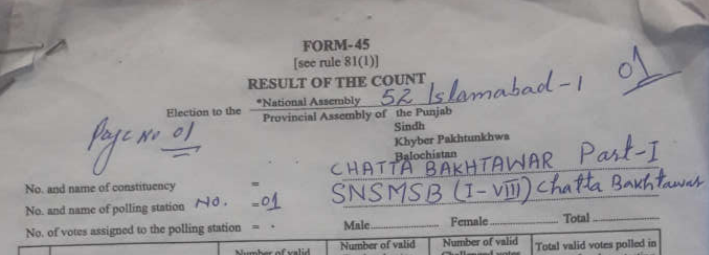 FORM-45
[see rule 81(1)]
RESULT OF THE COUNT
01
Election to the *National Assembly 52 Islamabad-1
Provincial Assembly of the Punjab
Sindh
Khyber Pakhtunkhwa
Balochistan
Page No 01
CHATTA BAKHTAWAR Part-I
No. and name of constituency =
No. and name of polling station No. =01 SNSMSB (I-VIII) Chatta Bakhtawar
No. of votes assigned to the polling station = Male Female Total
Number of valid Number of valid Number of valid Total valid votes polled in